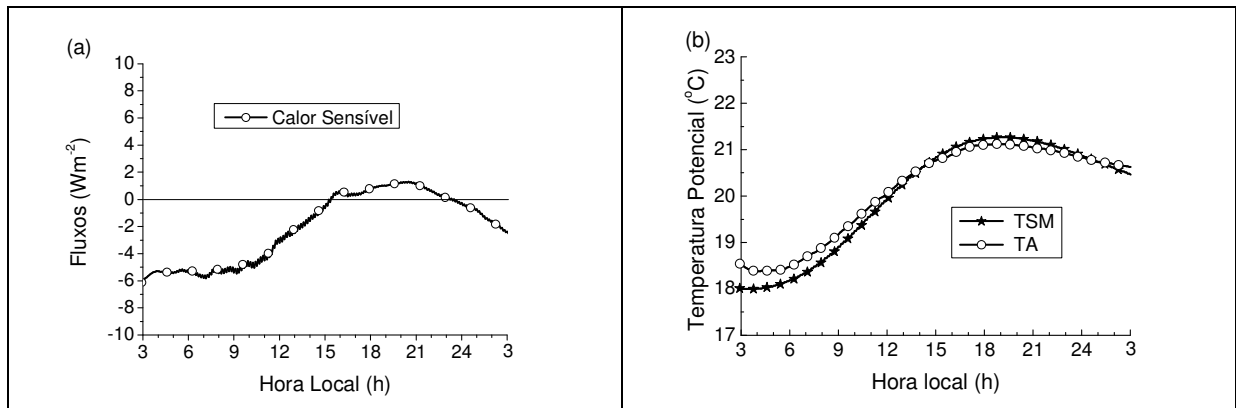 (a)
10
8
6
4
2
0
-2
-4
-6
-8
-10
Fluxos (Wm-2)
Calor Sensível
3 6 9 12 15 18 21 24 3
Hora Local (h)
(b)
23
22
21
20
19
18
17
Temperatura Potencial (°C)
TSM
TA
3 6 9 12 15 18 21 24 3
Hora local (h)